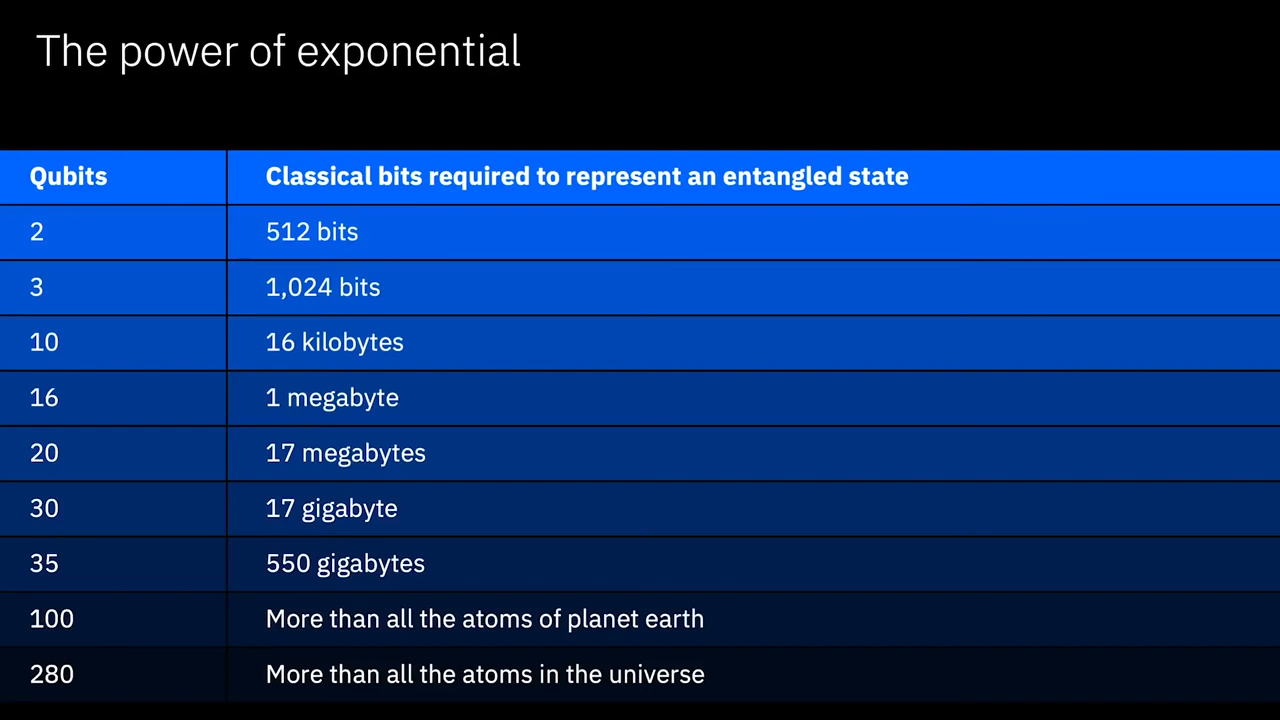 The power of exponential
Qubits Classical bits required to represent an entangled state
2 512 bits
3 1,024 bits
10 16 kilobytes
16 1 megabyte
20 17 megabytes
30 17 gigabyte
35 550 gigabytes
100 More than all the atoms of planet earth
280 More than all the atoms in the universe